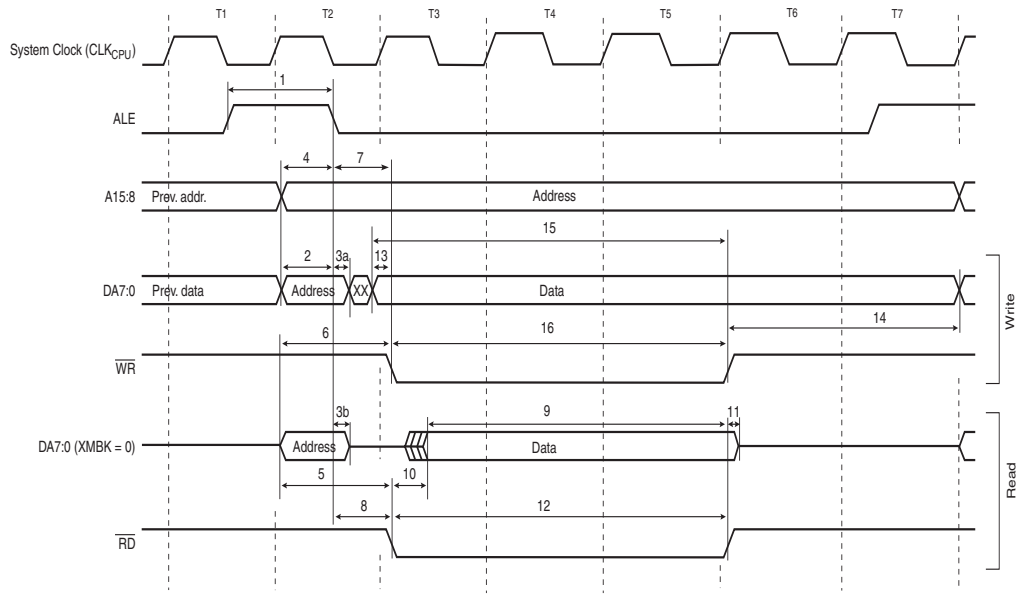 T1 T2 T3 T4 T5 T6 T7
System Clock (CLKCPU)
1
ALE
4 7
A15:8 Prev. addr. Address
15
2 3a 13
DA7:0 Prev. data Address XX Data
14
6 16
WR
Write
3b 9 11
DA7:0 (XMBK = 0) Address Data
5 10
8 12
RD
Read